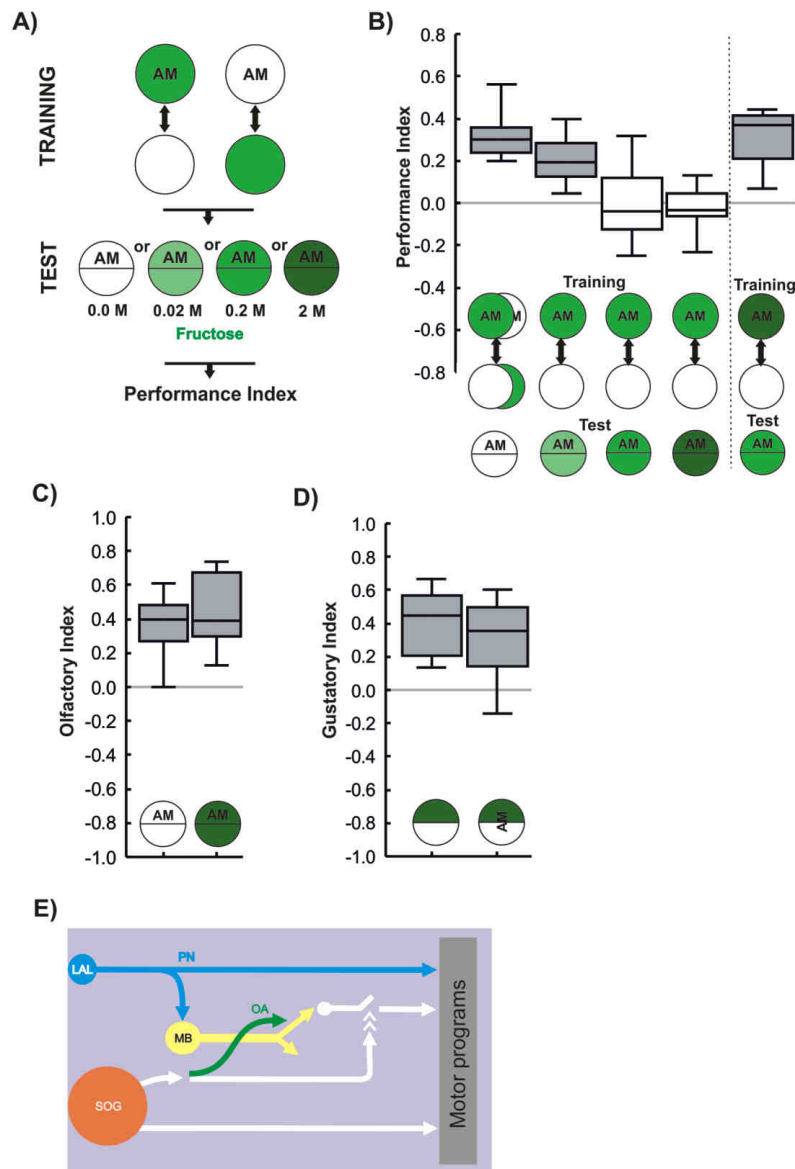 A)
TRAINING
AM AM
TEST
AM or AM or AM or AM
0.0 M 0.02 M 0.2 M 2 M
Fructose
Performance Index
B)
Performance Index
0.8
0.6
0.4
0.2
0.0
-0.2
-0.4
-0.6
-0.8
Training Training
AM M AM AM AM AM
Test Test
AM AM AM AM AM
C)
Olfactory Index
1.0
0.8
0.6
0.4
0.2
0.0
-0.2
-0.4
-0.6
-0.8
-1.0
AM AM
D)
Gustatory Index
1.0
0.8
0.6
0.4
0.2
0.0
-0.2
-0.4
-0.6
-0.8
-1.0
AM
E)
LAL
PN
OA
MB
SOG
Motor programs